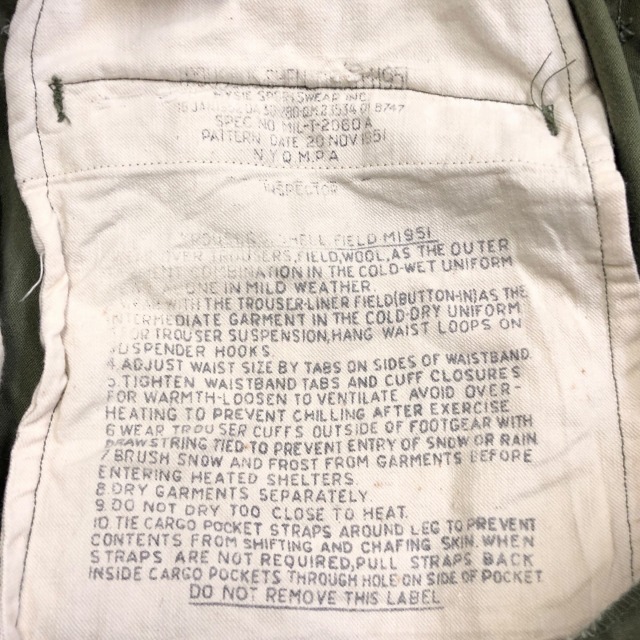 SHELL M1951
SPORTSWEAR INC.
SPEC NO MIL-T-2080A
PATTERN DATE 20 NOV 1951
N.Y.Q.M.P.A
INSPECTOR
TROUSERS, SHELL, FIELD M1951
OVER TROUSERS, FIELD, WOOL, AS THE OUTER
COMBINATION IN THE COLD-WET UNIFORM
ONE IN MILD WEATHER.
WITH THE TROUSER-LINER FIELD(BUTTON-IN)AS THE
INTERMEDIATE GARMENT IN THE COLD-DRY UNIFORM
FOR TROUSER SUSPENSION, HANG WAIST LOOPS ON
SUSPENDER HOOKS.
4. ADJUST WAIST SIZE BY TABS ON SIDES OF WAISTBAND.
5. TIGHTEN WAISTBAND TABS AND CUFF CLOSURES
FOR WARMTH-LOOSEN TO VENTILATE AVOID OVER-
HEATING TO PREVENT CHILLING AFTER EXERCISE
6 WEAR TROUSER CUFFS OUTSIDE OF FOOTGEAR WITH
DRAWSTRING TIED TO PREVENT ENTRY OF SNOW OR RAIN
7 BRUSH SNOW AND FROST FROM GARMENTS BEFORE
ENTERING HEATED SHELTERS.
8. DRY GARMENTS SEPARATELY.
9. DO NOT DRY TOO CLOSE TO HEAT.
10. TIE CARGO POCKET STRAPS AROUND LEG TO PREVENT
CONTENTS FROM SHIFTING AND CHAFING SKIN. WHEN
STRAPS ARE NOT REQUIRED, PULL STRAPS BACK
INSIDE CARGO POCKETS THROUGH HOLE ON SIDE OF POCKET
DO NOT REMOVE THIS LABEL